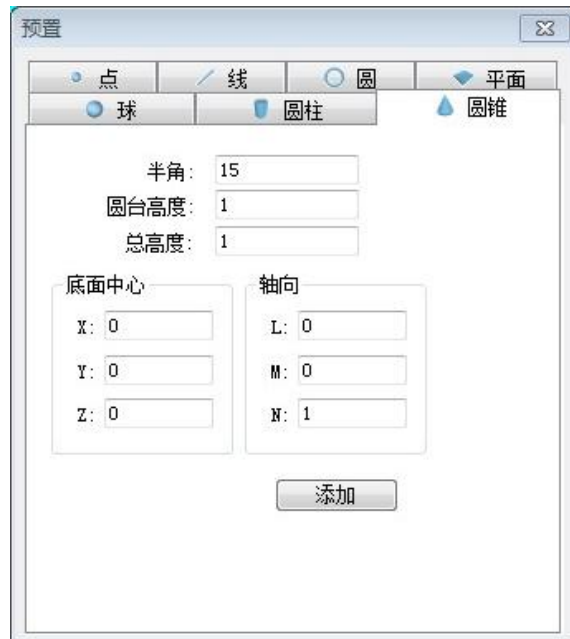 预置
点 线 圆 平面
球 圆柱 圆锥
半角: 15
圆台高度: 1
总高度: 1
底面中心 轴向
X: 0 L: 0
Y: 0 M: 0
Z: 0 N: 1
添加